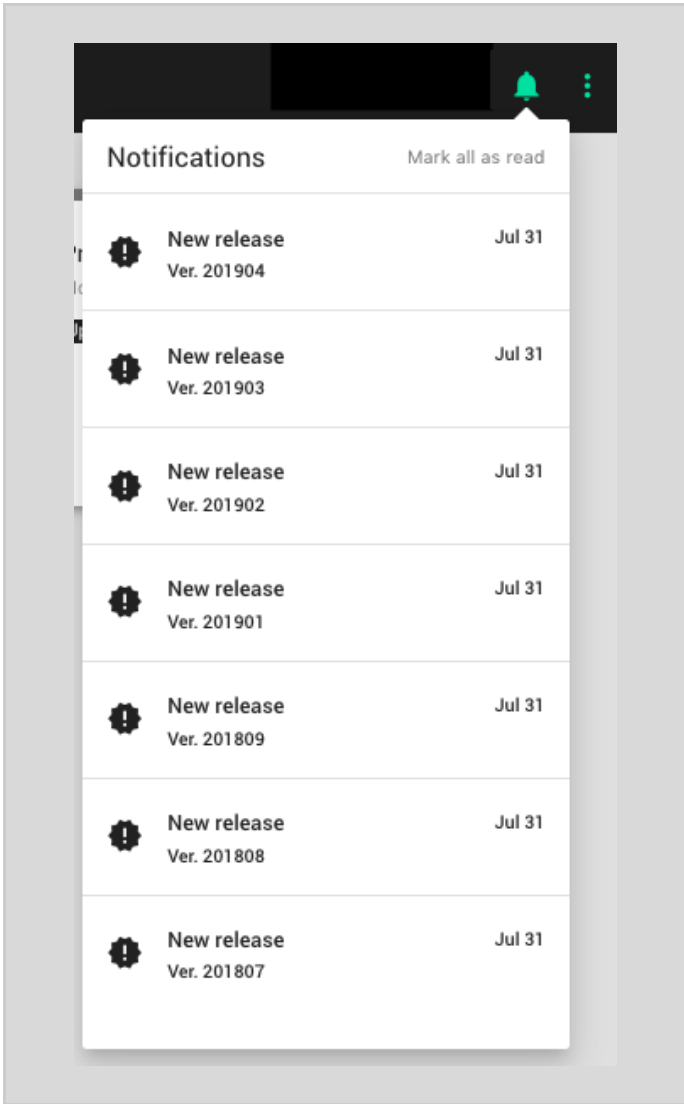 Notifications
Mark all as read
New release
Jul 31
Ver. 201904
New release
Jul 31
Ver. 201903
New release
Jul 31
Ver. 201902
New release
Jul 31
Ver. 201901
New release
Jul 31
Ver. 201809
New release
Jul 31
Ver. 201808
New release
Jul 31
Ver. 201807